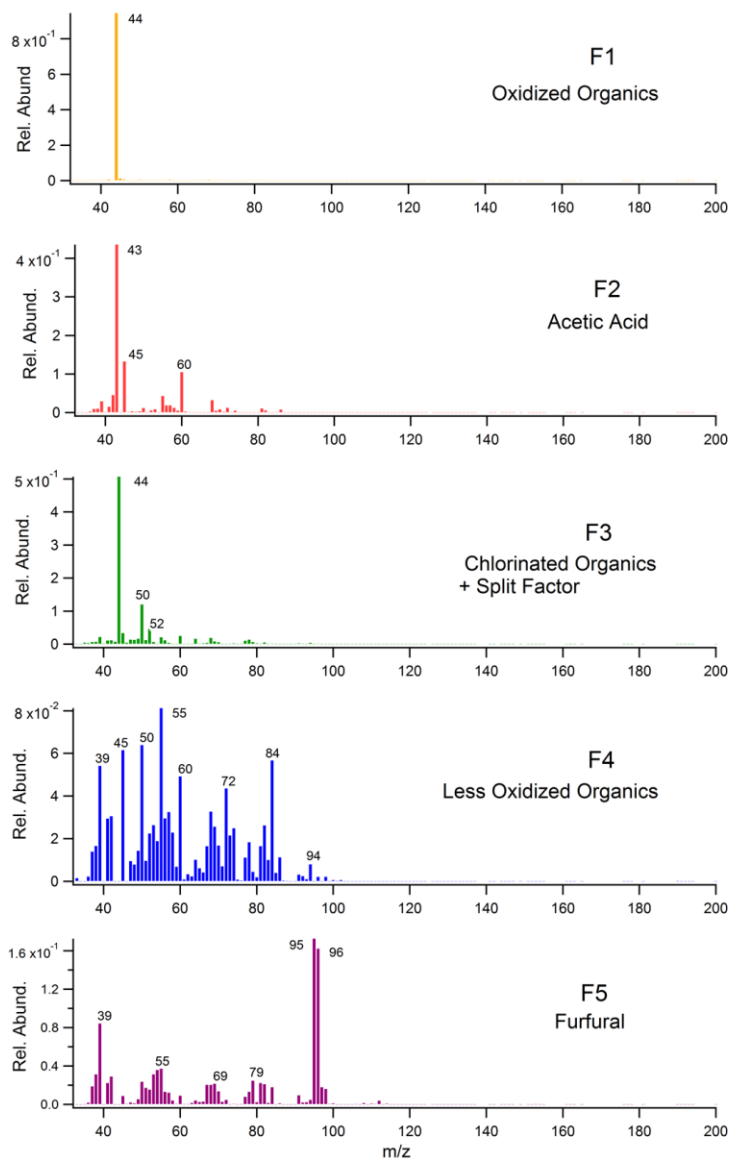 Rel. Abund
8 x10-1
6
4
2
0
44
F1
Oxidized Organics
40 60 80 100 120 140 160 180 200
Rel. Abund.
4 x10-1
3
2
1
0
43
45
60
F2
Acetic Acid
40 60 80 100 120 140 160 180 200
Rel. Abund.
5 x10-1
4
3
2
1
0
44
50
52
F3
Chlorinated Organics
+ Split Factor
40 60 80 100 120 140 160 180 200
Rel. Abund.
8 x10-2
6
4
2
0
39
45
50
55
60
72
84
94
F4
Less Oxidized Organics
40 60 80 100 120 140 160 180 200
Rel. Abund.
1.6 x10-1
1.2
0.8
0.4
0.0
39
55
69
79
95
96
F5
Furfural
40 60 80 100 120 140 160 180 200
m/z